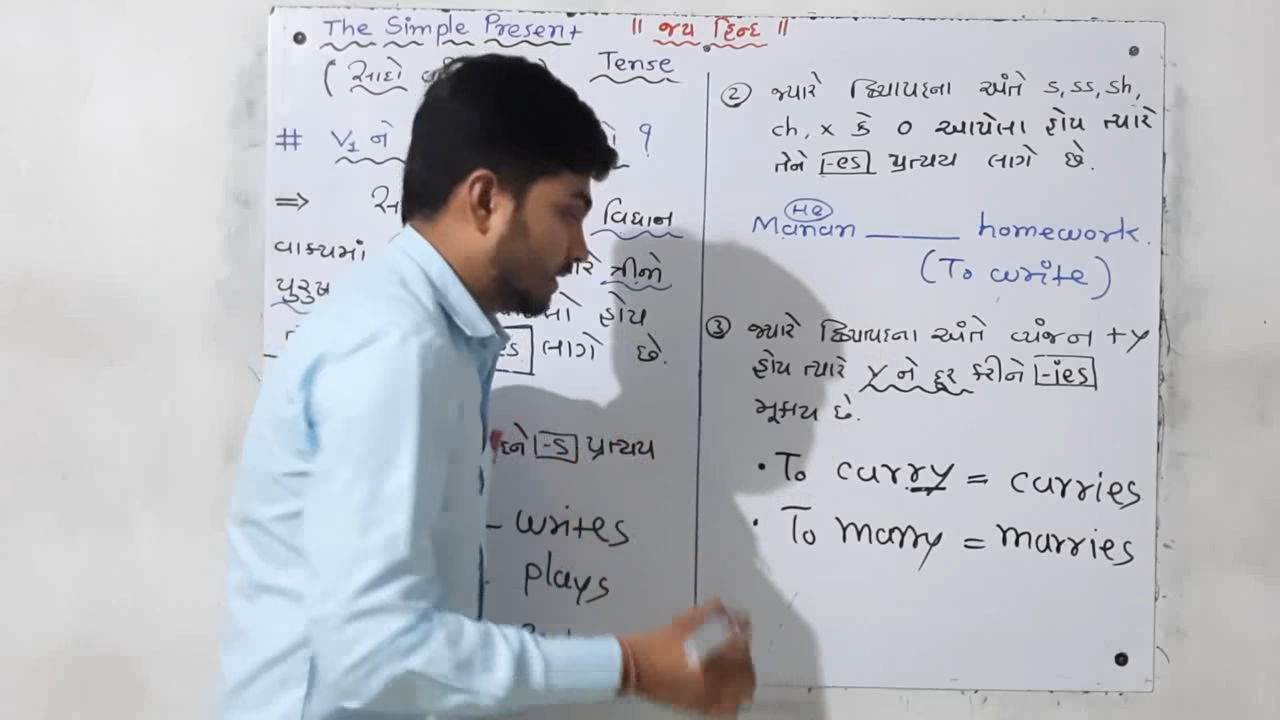 The Simple Present
|| જય હિન્દ ||
Tense
(સાદો
# V1 ને ?
⇒
વિધાન
વાક્યમાં
ત્રીજો
પુરુષ
હોય
લાગે છે.
-s પ્રત્યય
- writes
plays
② જ્યારે ક્રિયાપદના અંતે s, ss, sh,
ch, x કે o આવેલા હોય ત્યારે
તેને -es પ્રત્યય લાગે છે.
He
Manan ______ homework.
(To write)
③ જ્યારે ક્રિયાપદના અંતે વ્યંજન + y
હોય ત્યારે y ને દૂર કરીને -ies
મૂકાય છે.
• To carry = carries
• To marry = marries